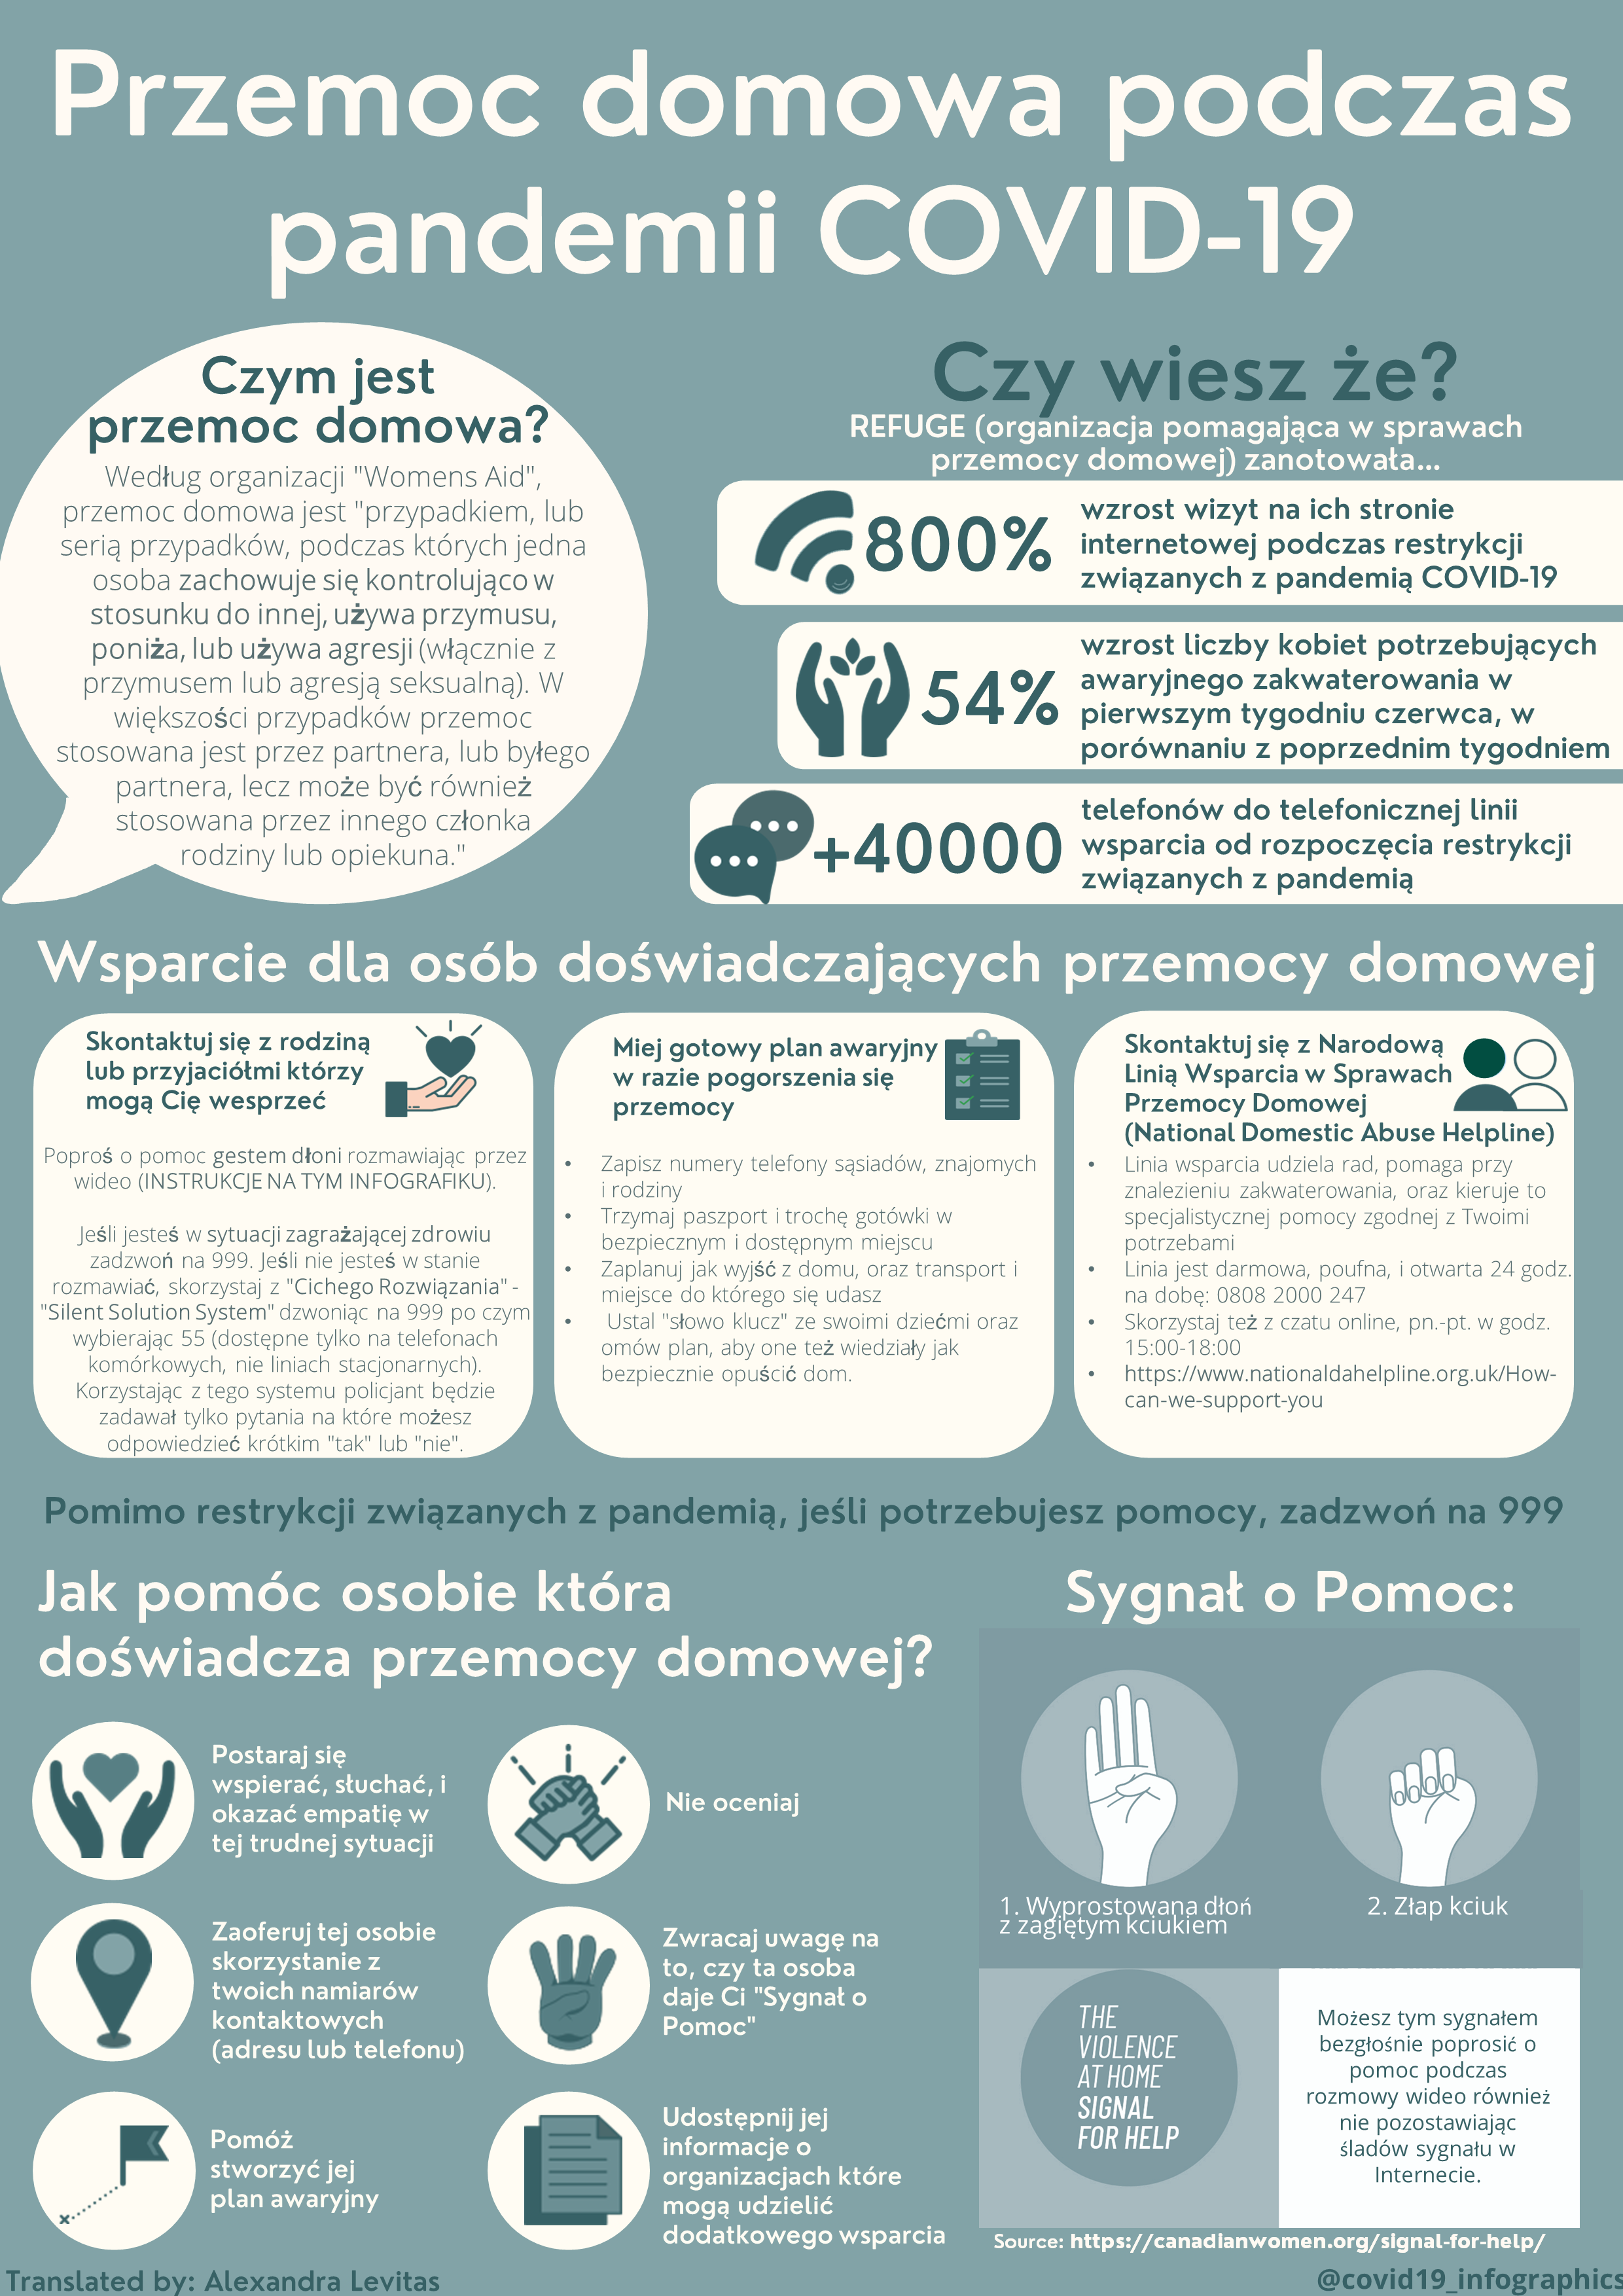 Przemoc domowa podczas
pandemii COVID-19
Czym jest
przemoc domowa?
Według organizacji "Womens Aid",
przemoc domowa jest "przypadkiem, lub
serią przypadków, podczas których jedna
osoba zachowuje się kontrolująco w
stosunku do innej, używa przymusu,
poniża, lub używa agresji (włącznie z
przymusem lub agresją seksualną). W
większości przypadków przemoc
stosowana jest przez partnera, lub byłego
partnera, lecz może być również
stosowana przez innego członka
rodziny lub opiekuna."
Czy wiesz że?
REFUGE (organizacja pomagająca w sprawach
przemocy domowej) zanotowała...
800%
wzrost wizyt na ich stronie
internetowej podczas restrykcji
związanych z pandemią COVID-19
54%
wzrost liczby kobiet potrzebujących
awaryjnego zakwaterowania w
pierwszym tygodniu czerwca, w
porównaniu z poprzednim tygodniem
+40000
telefonów do telefonicznej linii
wsparcia od rozpoczęcia restrykcji
związanych z pandemią
Wsparcie dla osób doświadczających przemocy domowej
Skontaktuj się z rodziną
lub przyjaciółmi którzy
mogą Cię wesprzeć
Poproś o pomoc gestem dłoni rozmawiając przez
wideo (INSTRUKCJE NA TYM INFOGRAFIKU).
Jeśli jesteś w sytuacji zagrażającej zdrowiu
zadzwoń na 999. Jeśli nie jesteś w stanie
rozmawiać, skorzystaj z "Cichego Rozwiązania" -
"Silent Solution System" dzwoniąc na 999 po czym
wybierając 55 (dostępne tylko na telefonach
komórkowych, nie liniach stacjonarnych).
Korzystając z tego systemu policjant będzie
zadawał tylko pytania na które możesz
odpowiedzieć krótkim "tak" lub "nie".
Miej gotowy plan awaryjny
w razie pogorszenia się
przemocy
• Zapisz numery telefony sąsiadów, znajomych
i rodziny
• Trzymaj paszport i trochę gotówki w
bezpiecznym i dostępnym miejscu
• Zaplanuj jak wyjść z domu, oraz transport i
miejsce do którego się udasz
• Ustal "słowo klucz" ze swoimi dziećmi oraz
omów plan, aby one też wiedziały jak
bezpiecznie opuścić dom.
Skontaktuj się z Narodową
Linią Wsparcia w Sprawach
Przemocy Domowej
(National Domestic Abuse Helpline)
• Linia wsparcia udziela rad, pomaga przy
znalezieniu zakwaterowania, oraz kieruje to
specjalistycznej pomocy zgodnej z Twoimi
potrzebami
• Linia jest darmowa, poufna, i otwarta 24 godz.
na dobę: 0808 2000 247
• Skorzystaj też z czatu online, pn.-pt. w godz.
15:00-18:00
• https://www.nationaldahelpline.org.uk/How-
can-we-support-you
Pomimo restrykcji związanych z pandemią, jeśli potrzebujesz pomocy, zadzwoń na 999
Jak pomóc osobie która
doświadcza przemocy domowej?
Postaraj się
wspierać, słuchać, i
okazać empatię w
tej trudnej sytuacji
Nie oceniaj
Zaoferuj tej osobie
skorzystanie z
twoich namiarów
kontaktowych
(adresu lub telefonu)
Zwracaj uwagę na
to, czy ta osoba
daje Ci "Sygnał o
Pomoc"
Pomóż
stworzyć jej
plan awaryjny
Udostępnij jej
informacje o
organizacjach które
mogą udzielić
dodatkowego wsparcia
Sygnał o Pomoc:
1. Wyprostowana dłoń
z zagiętym kciukiem
2. Złap kciuk
THE
VIOLENCE
AT HOME
SIGNAL
FOR HELP
Możesz tym sygnałem
bezgłośnie poprosić o
pomoc podczas
rozmowy wideo również
nie pozostawiając
śladów sygnału w
Internecie.
Source: https://canadianwomen.org/signal-for-help/
Translated by: Alexandra Levitas
@covid19_infographics